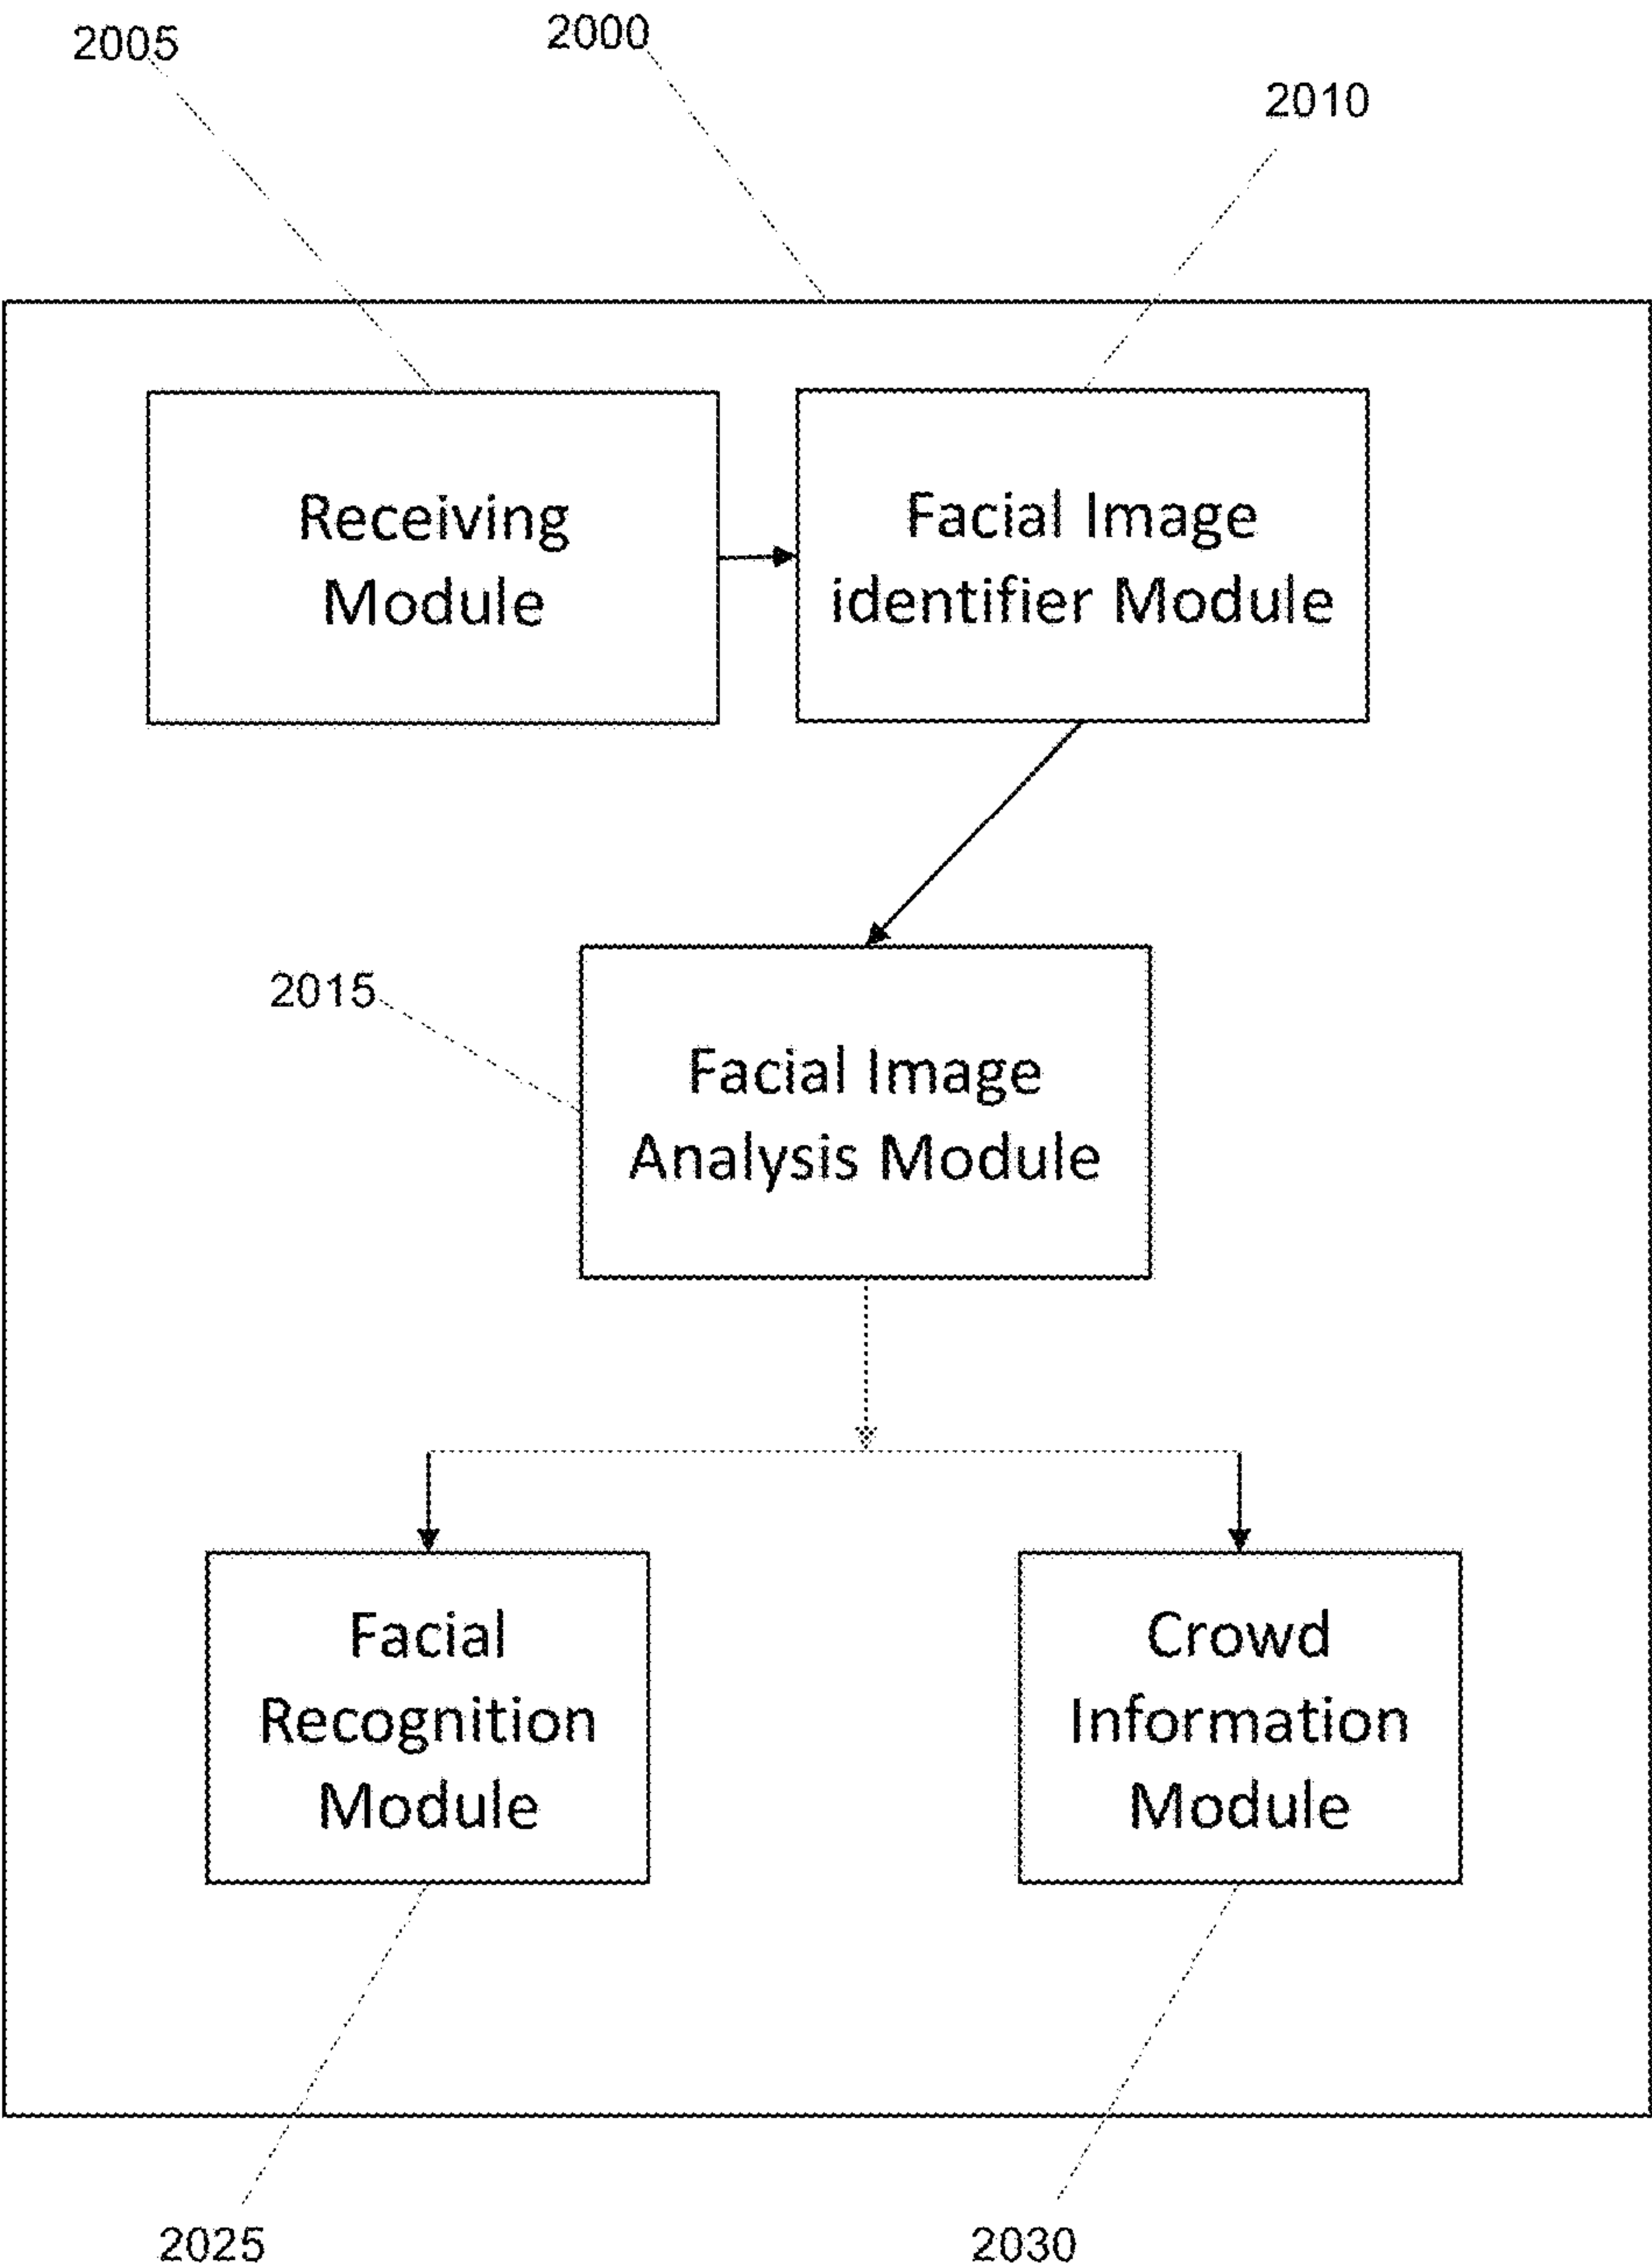 2005
2000
2010
Receiving
Module
Facial Image
identifier Module
2015
Facial Image
Analysis Module
Facial
Recognition
Module
Crowd
Information
Module
2025
2030